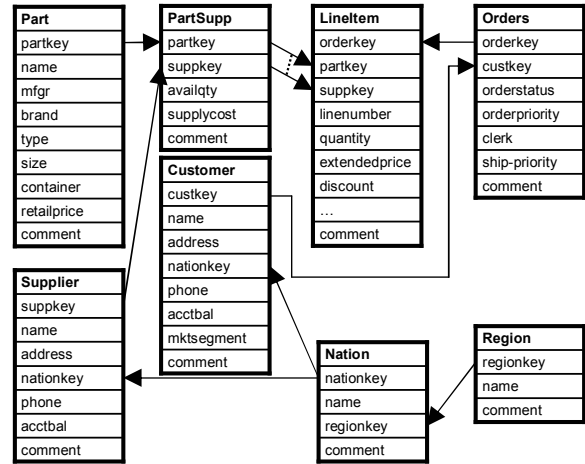 Part
partkey
name
mfgr
brand
type
size
container
retailprice
comment
PartSupp
partkey
suppkey
availqty
supplycost
comment
LineItem
orderkey
partkey
suppkey
linenumber
quantity
extendedprice
discount
...
comment
Orders
orderkey
custkey
orderstatus
orderpriority
clerk
ship-priority
comment
Customer
custkey
name
address
nationkey
phone
acctbal
mktsegment
comment
Supplier
suppkey
name
address
nationkey
phone
acctbal
comment
Nation
nationkey
name
regionkey
comment
Region
regionkey
name
comment